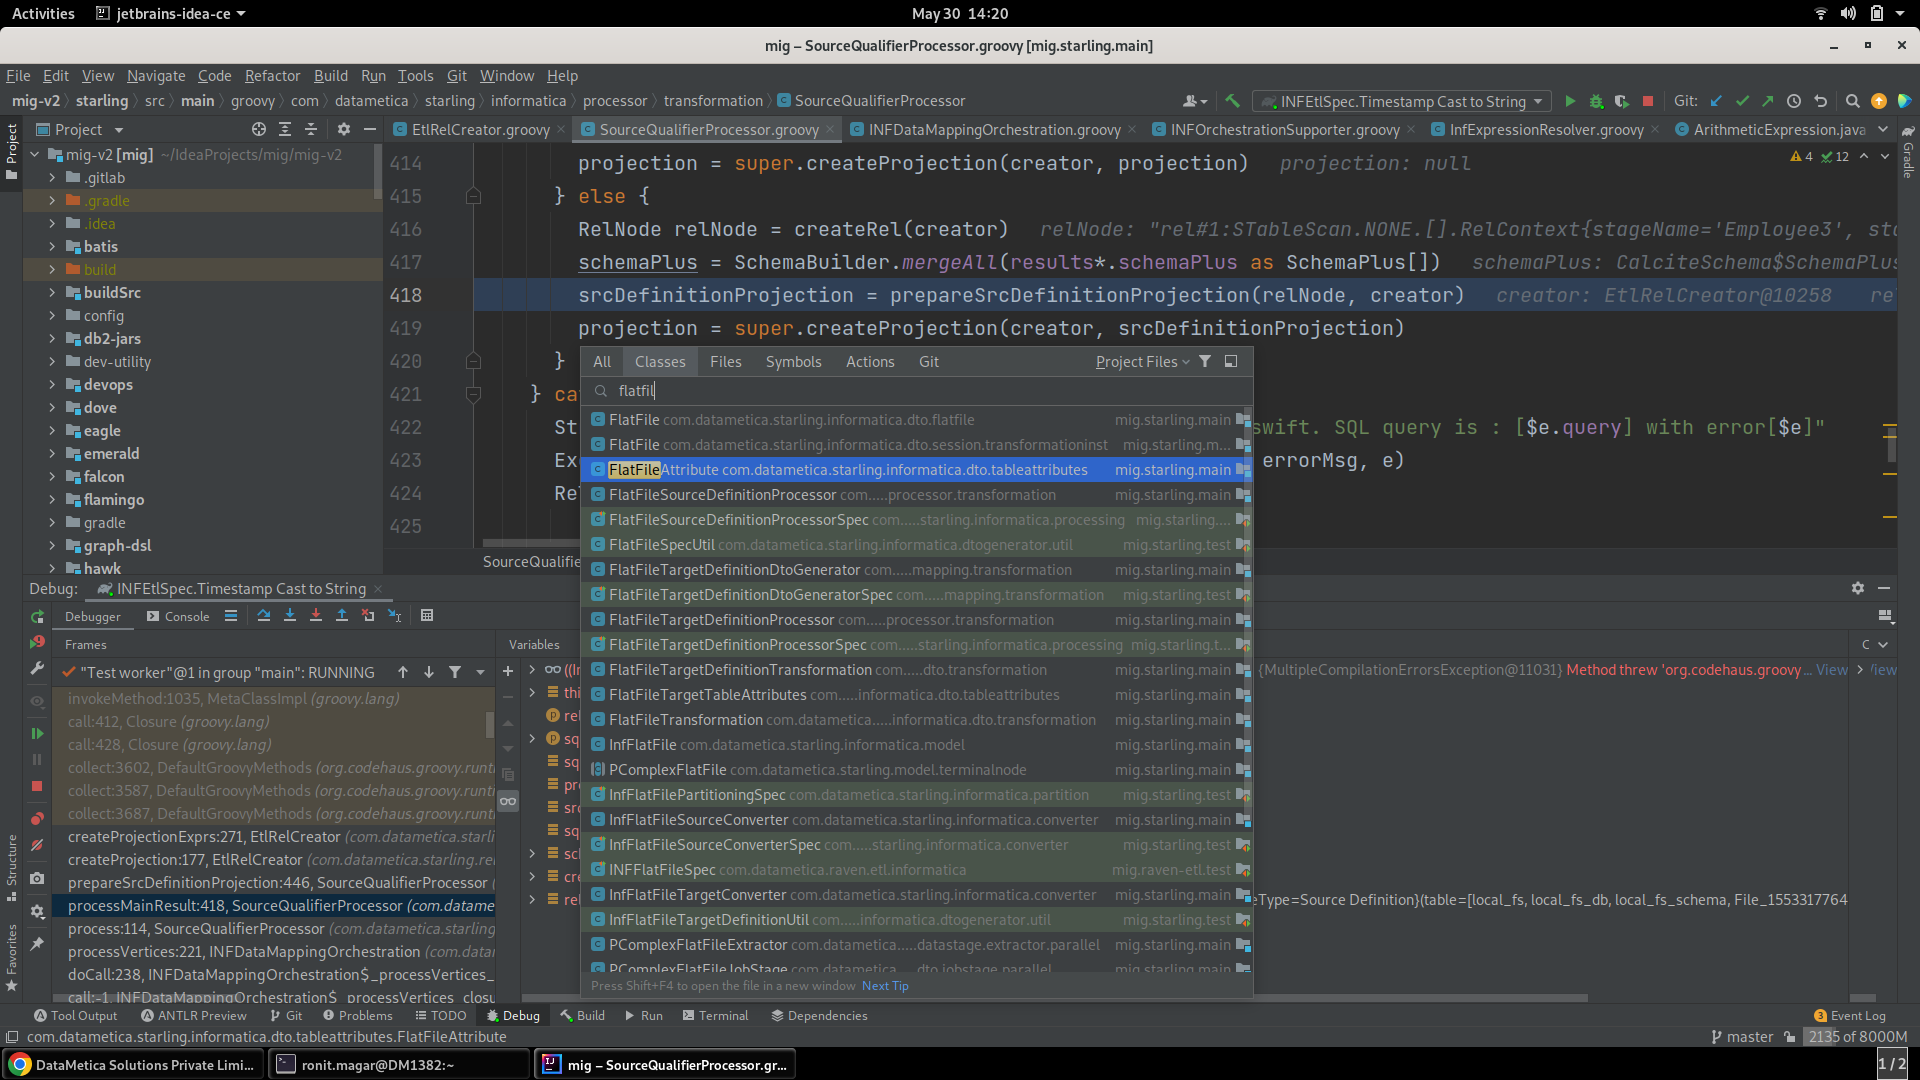 Activities jetbrains-idea-ce May 30 14:20
mig – SourceQualifierProcessor.groovy [mig.starling.main]
File Edit View Navigate Code Refactor Build Run Tools Git Window Help
mig-v2 starling src main groovy com datametica starling informatica processor transformation SourceQualifierProcessor INFEtlSpec.Timestamp Cast to String Git:
Project EtlRelCreator.groovy SourceQualifierProcessor.groovy INFDataMappingOrchestration.groovy INFOrchestrationSupporter.groovy InfExpressionResolver.groovy ArithmeticExpression.java
Project
Gradle
mig-v2 [mig] ~/IdeaProjects/mig/mig-v2
.gitlab
.gradle
.idea
batis
build
buildSrc
config
db2-jars
dev-utility
devops
dove
eagle
emerald
falcon
flamingo
gradle
graph-dsl
hawk
4 12
414 projection = super.createProjection(creator, projection) projection: null
415 } else {
416 RelNode relNode = createRel(creator) relNode: "rel#1:STableScan.NONE.[].RelContext{stageName='Employee3', sta
417 schemaPlus = SchemaBuilder.mergeAll(results*.schemaPlus as SchemaPlus[]) schemaPlus: CalciteSchema$SchemaPlus
418 srcDefinitionProjection = prepareSrcDefinitionProjection(relNode, creator) creator: EtlRelCreator@10258 re
419 projection = super.createProjection(creator, srcDefinitionProjection)
420 }
421 } ca
422 St swift. SQL query is : [$e.query] with error[$e]"
423 Ex errorMsg, e)
424 Re
425
SourceQualifie
All Classes Files Symbols Actions Git Project Files
flatfil
FlatFile com.datametica.starling.informatica.dto.flatfile mig.starling.main
FlatFile com.datametica.starling.informatica.dto.session.transformationinst mig.starling.m...
FlatFileAttribute com.datametica.starling.informatica.dto.tableattributes mig.starling.main
FlatFileSourceDefinitionProcessor com.....processor.transformation mig.starling.main
FlatFileSourceDefinitionProcessorSpec com.....starling.informatica.processing mig.starling....
FlatFileSpecUtil com.datametica.starling.informatica.dtogenerator.util mig.starling.test
FlatFileTargetDefinitionDtoGenerator com.....mapping.transformation mig.starling.main
FlatFileTargetDefinitionDtoGeneratorSpec com.....mapping.transformation mig.starling.test
FlatFileTargetDefinitionProcessor com.....processor.transformation mig.starling.main
FlatFileTargetDefinitionProcessorSpec com.....starling.informatica.processing mig.starling.t...
FlatFileTargetDefinitionTransformation com.....dto.transformation mig.starling.main
FlatFileTargetTableAttributes com.....informatica.dto.tableattributes mig.starling.main
FlatFileTransformation com.datametica.....informatica.dto.transformation mig.starling.main
InfFlatFile com.datametica.starling.informatica.model mig.starling.main
PComplexFlatFile com.datametica.starling.model.terminalnode mig.starling.main
InfFlatFilePartitioningSpec com.datametica.starling.informatica.partition mig.starling.test
InfFlatFileSourceConverter com.datametica.starling.informatica.converter mig.starling.main
InfFlatFileSourceConverterSpec com.....starling.informatica.converter mig.starling.test
INFFlatFileSpec com.datametica.raven.etl.informatica mig.raven-etl.test
InfFlatFileTargetConverter com.datametica.starling.informatica.converter mig.starling.main
InfFlatFileTargetDefinitionUtil com.....informatica.dtogenerator.util mig.starling.test
PComplexFlatFileExtractor com.datametica.....datastage.extractor.parallel mig.starling.main
PComplexFlatFileJobStage com.datametica.....dto.jobstage.parallel mig.starling.main
Press Shift+F4 to open the file in a new window Next Tip
Debug: INFEtlSpec.Timestamp Cast to String
Debugger Console
Frames Variables
"Test worker"@1 in group "main": RUNNING
invokeMethod:1035, MetaClassImpl (groovy.lang)
call:412, Closure (groovy.lang)
call:428, Closure (groovy.lang)
collect:3602, DefaultGroovyMethods (org.codehaus.groovy.runti
collect:3587, DefaultGroovyMethods (org.codehaus.groovy.runti
collect:3687, DefaultGroovyMethods (org.codehaus.groovy.runti
createProjectionExprs:271, EtlRelCreator (com.datametica.starli
createProjection:177, EtlRelCreator (com.datametica.starling.re
prepareSrcDefinitionProjection:446, SourceQualifierProcessor (
processMainResult:418, SourceQualifierProcessor (com.datame
process:114, SourceQualifierProcessor (com.datametica.starling
processVertices:221, INFDataMappingOrchestration (com.datam
doCall:238, INFDataMappingOrchestration$_processVertices_
call:-1, INFDataMappingOrchestration$_processVertices_closu
((In {MultipleCompilationErrorsException@11031} Method threw 'org.codehaus.groovy ... View
thi
rel
sq
sq
pr
src
sq
sc
cre
rel eType=Source Definition}(table=[local_fs, local_fs_db, local_fs_schema, File_1553317764
C
View
Structure
Favorites
Tool Output ANTLR Preview Git Problems TODO Debug Build Run Terminal Dependencies 3 Event Log
com.datametica.starling.informatica.dto.tableattributes.FlatFileAttribute master 2135 of 8000M
DataMetica Solutions Private Limi... ronit.magar@DM1382:~ mig – SourceQualifierProcessor.gr... 1 / 2